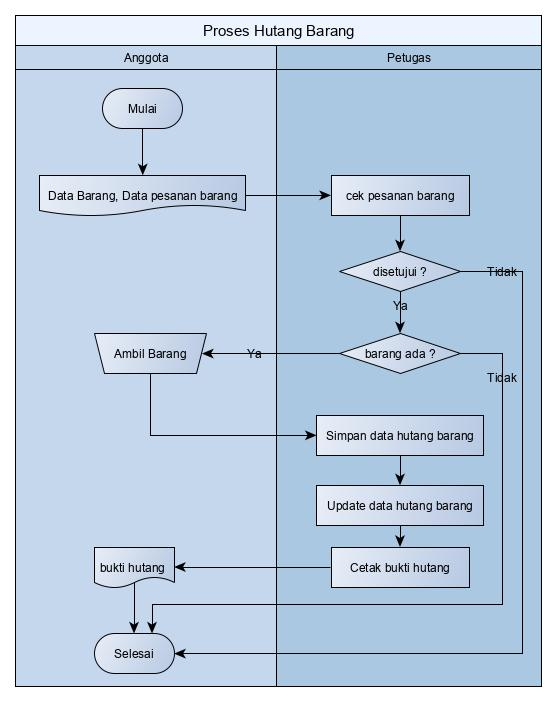 Proses Hutang Barang
Anggota
Petugas
Mulai
Data Barang, Data pesanan barang
cek pesanan barang
disetujui ?
Tidak
Ya
Ambil Barang
Ya
barang ada ?
Tidak
Simpan data hutang barang
Update data hutang barang
bukti hutang
Cetak bukti hutang
Selesai